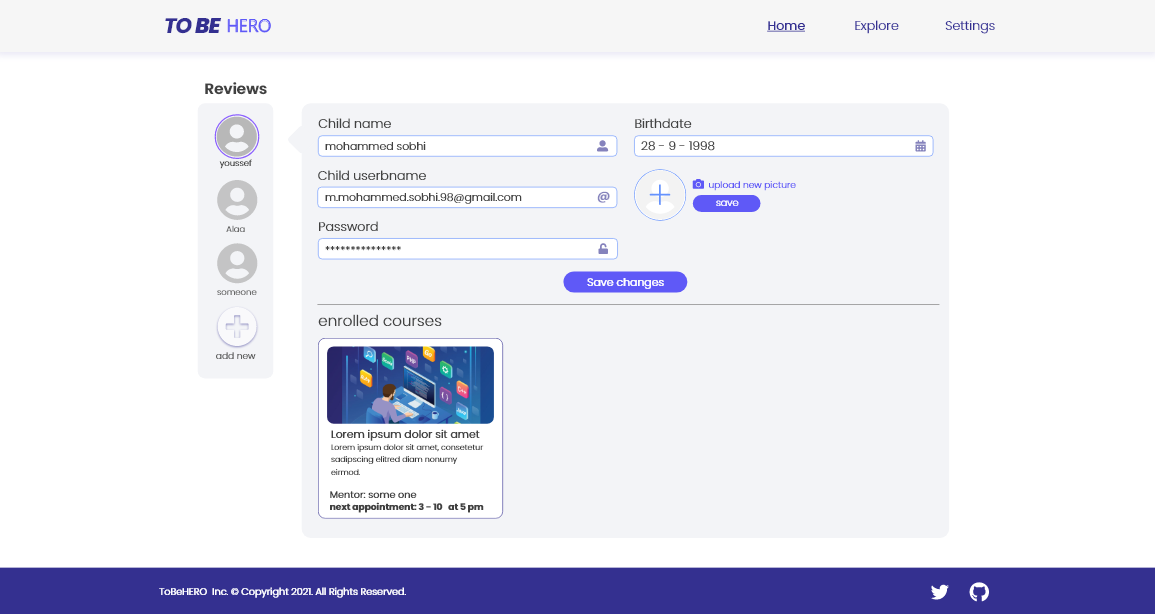 TO BE HERO
Home
Explore
Settings
Reviews
youssef
Alaa
someone
add new
Child name
mohammed sobhi
Birthdate
28 - 9 - 1998
Child userbname
m.mohammed.sobhi.98@gmail.com
@
upload new picture
save
Password
***************
Save changes
enrolled courses
Lorem ipsum dolor sit amet
Lorem ipsum dolor sit amet, consetetur
sadipscing elitred diam nonumy
eirmod.
Mentor: some one
next appointment: 3 - 10 at 5 pm
ToBeHERO Inc. © Copyright 2021. All Rights Reserved.